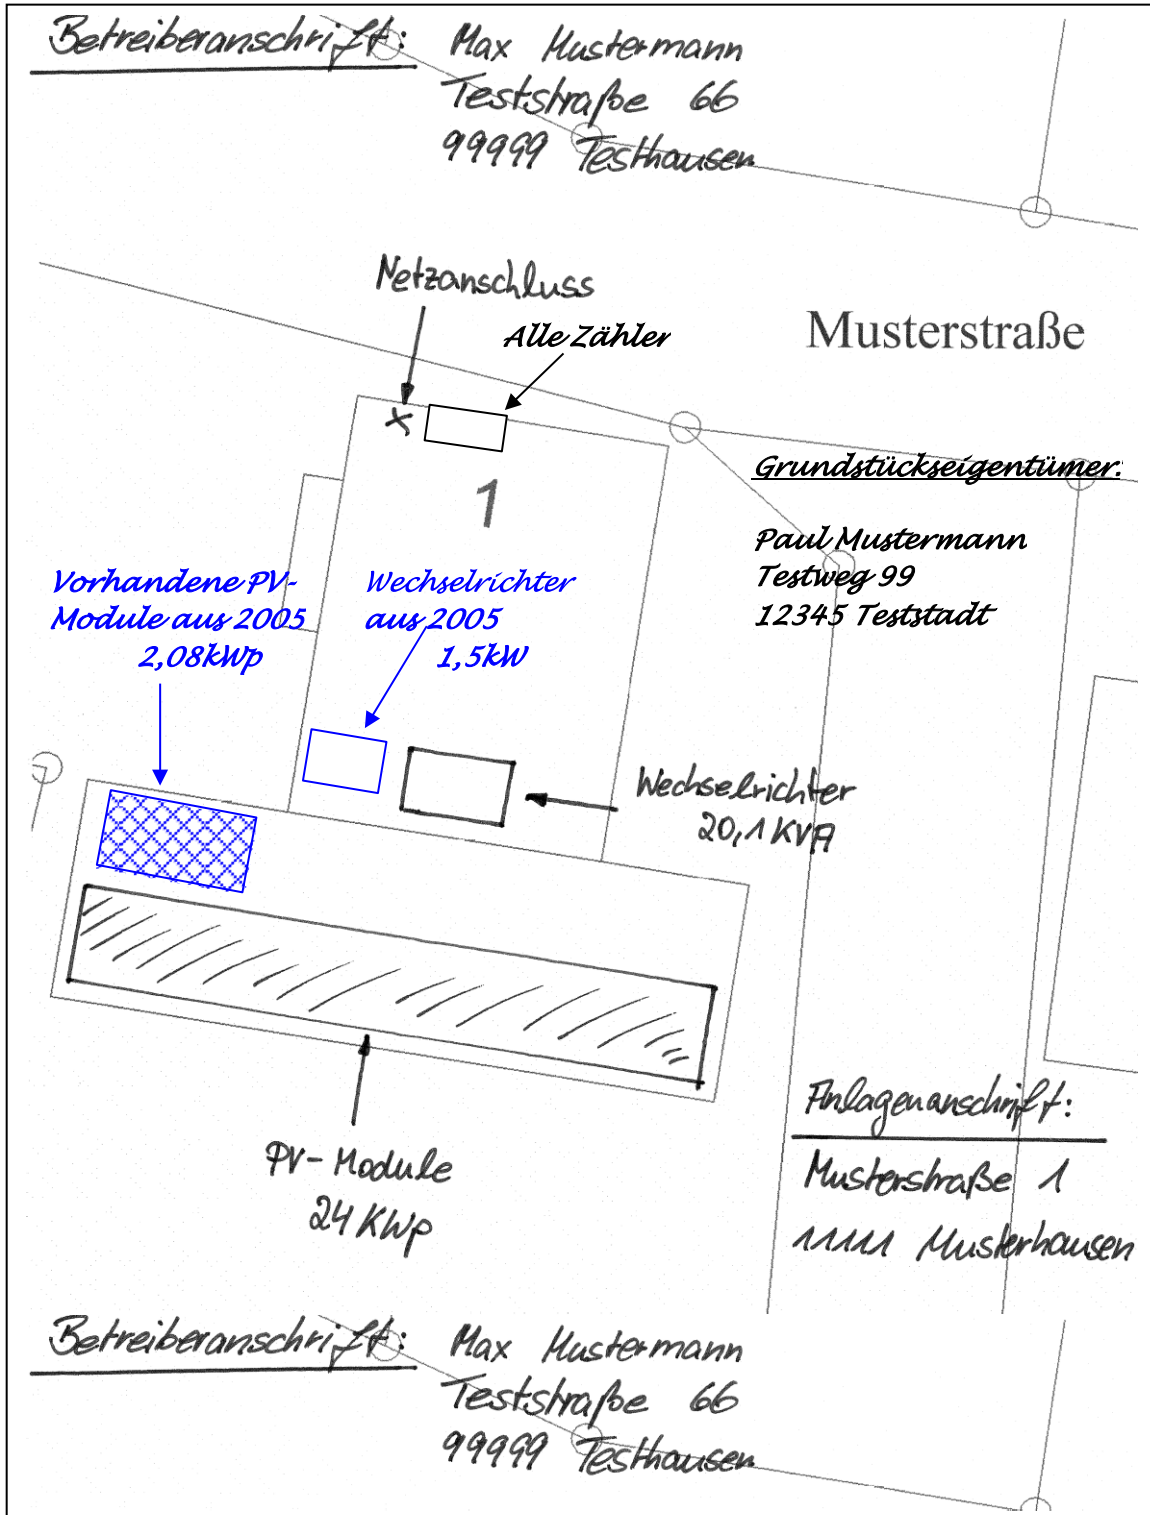 Betreiberanschrift: Max Mustermann
Teststraße 66
99999 Testhausen
Netzanschluss
Alle Zähler
Musterstraße
1
Grundstückseigentümer:
Paul Mustermann
Testweg 99
12345 Teststadt
Vorhandene PV-
Module aus 2005
2,08kWp
Wechselrichter
aus 2005
1,5kW
Wechselrichter
20,1 KVA
PV-Module
24 KWp
Anlagenanschrift:
Musterstraße 1
11111 Musterhausen
Betreiberanschrift: Max Mustermann
Teststraße 66
99999 Testhausen